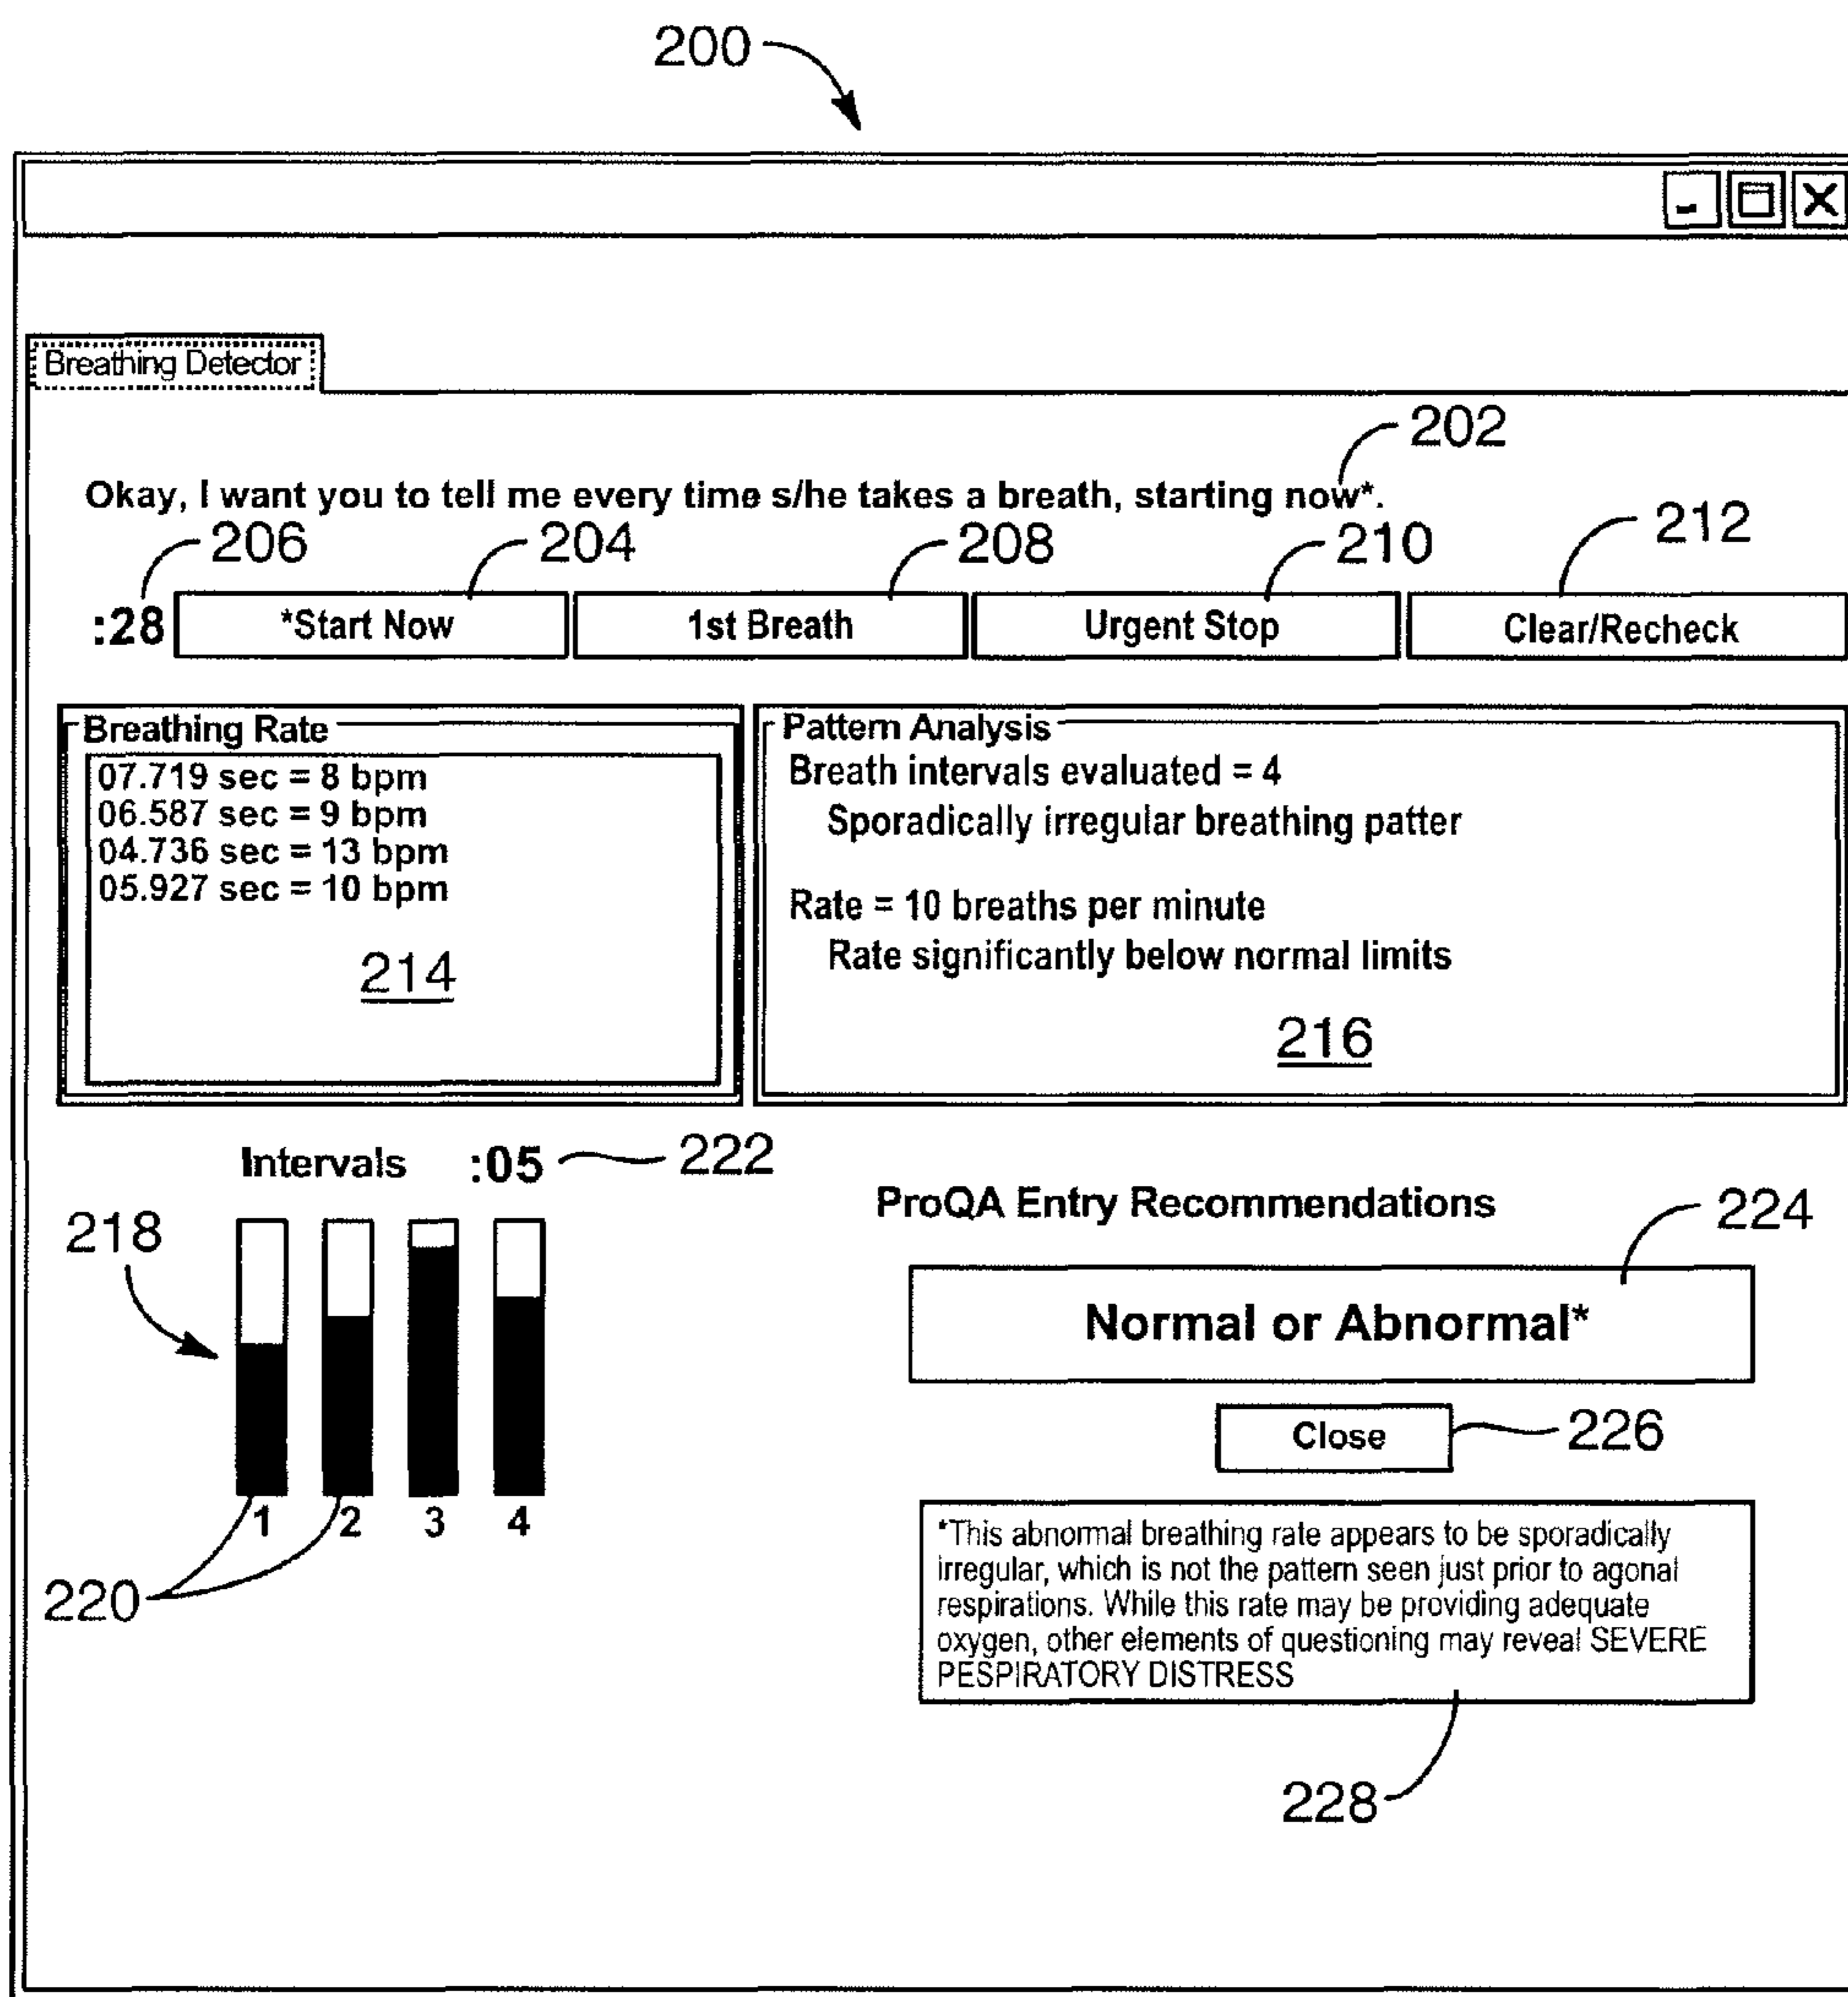 200
Breathing Detector
202
Okay, I want you to tell me every time s/he takes a breath, starting now*.
206 204 208 210 212
:28 *Start Now 1st Breath Urgent Stop Clear/Recheck
Breathing Rate
07.719 sec = 8 bpm
06.587 sec = 9 bpm
04.736 sec = 13 bpm
05.927 sec = 10 bpm
214
Pattern Analysis
Breath intervals evaluated = 4
Sporadically irregular breathing patter
Rate = 10 breaths per minute
Rate significantly below normal limits
216
Intervals :05 222
218
1 2 3 4
220
ProQA Entry Recommendations
224
Normal or Abnormal*
Close 226
*This abnormal breathing rate appears to be sporadically
irregular, which is not the pattern seen just prior to agonal
respirations. While this rate may be providing adequate
oxygen, other elements of questioning may reveal SEVERE
PESPIRATORY DISTRESS
228